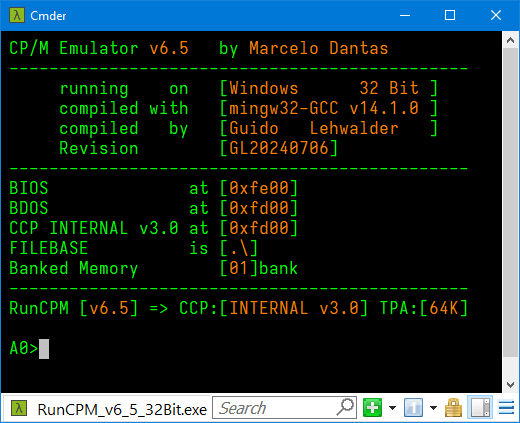 Cmder
CP/M Emulator v6.5   by Marcelo Dantas
----------------------------------------------
     running    on   [Windows      32 Bit ]
     compiled with   [mingw32-GCC v14.1.0 ]
     compiled   by   [Guido   Lehwalder   ]
     Revision        [GL20240706]
----------------------------------------------
BIOS              at [0xfe00]
BDOS              at [0xfd00]
CCP INTERNAL v3.0 at [0xfd00]
FILEBASE          is [.\]
Banked Memory        [01]bank
----------------------------------------------
RunCPM [v6.5] => CCP:[INTERNAL v3.0] TPA:[64K]
A0>
RunCPM_v6_5_32Bit.exe Search